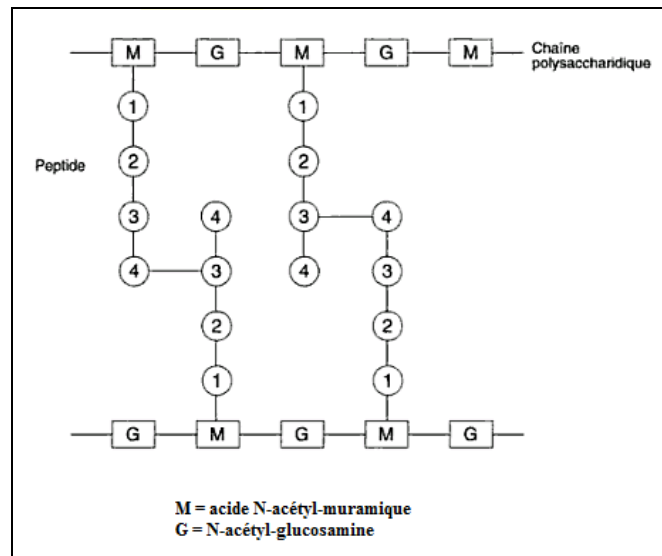 M G M G M Chaîne polysaccharidique
1 1
2 2
Peptide
3 4 3 4
4 3 4 3
2 2
1 1
G M G M G
M = acide N-acétyl-muramique
G = N-acétyl-glucosamine